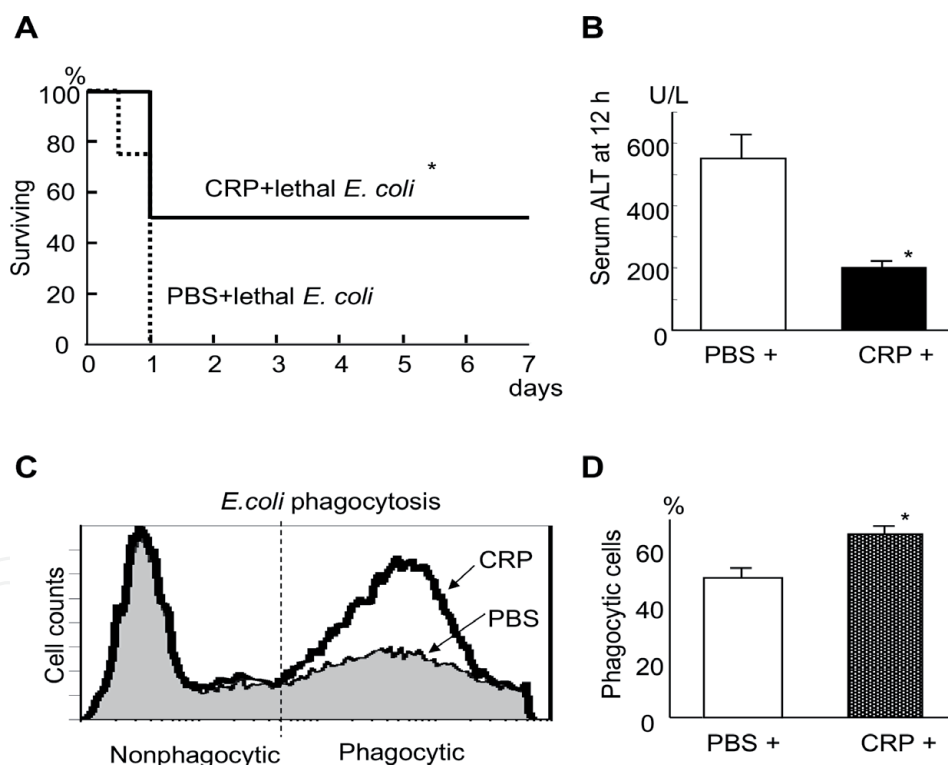 A
%
100
80
60
40
20
0
Surviving
CRP+lethal E. coli *
PBS+lethal E. coli
0 1 2 3 4 5 6 7
days
B
U/L
Serum ALT at 12 h
600
400
200
0
*
PBS + CRP +
C
E.coli phagocytosis
Cell counts
CRP
PBS
Nonphagocytic Phagocytic
D
%
Phagocytic cells
60
40
20
0
*
PBS + CRP +